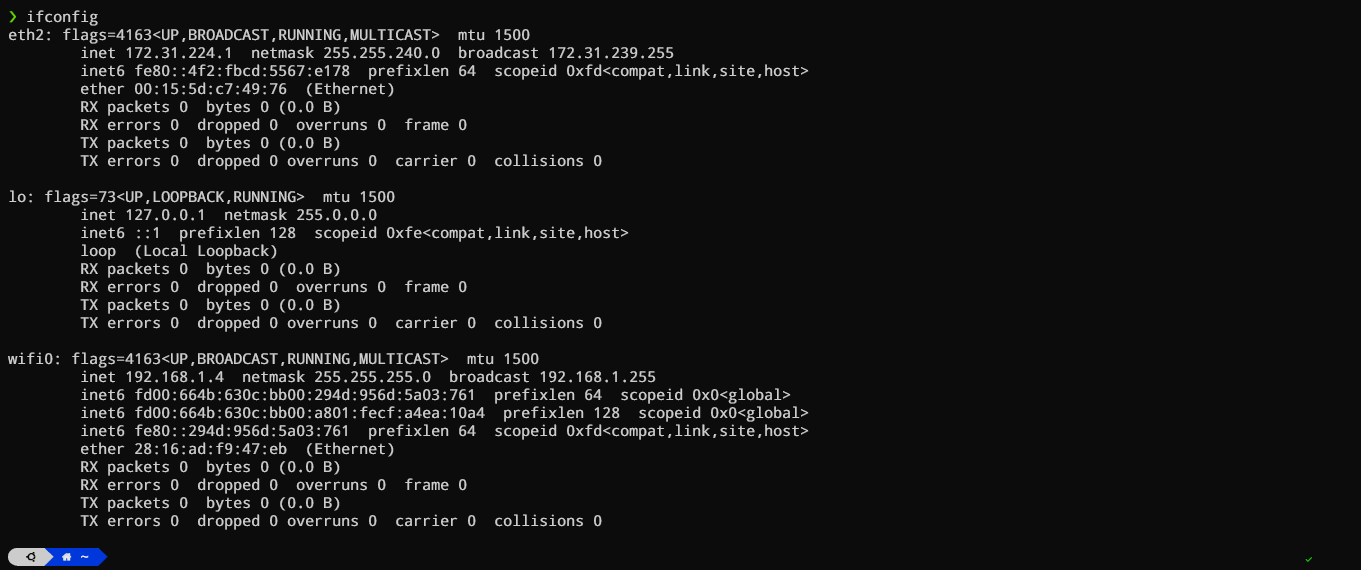 ❯ ifconfig
eth2: flags=4163<UP,BROADCAST,RUNNING,MULTICAST>  mtu 1500
        inet 172.31.224.1  netmask 255.255.240.0  broadcast 172.31.239.255
        inet6 fe80::4f2:fbcd:5567:e178  prefixlen 64  scopeid 0xfd<compat,link,site,host>
        ether 00:15:5d:c7:49:76  (Ethernet)
        RX packets 0  bytes 0 (0.0 B)
        RX errors 0  dropped 0  overruns 0  frame 0
        TX packets 0  bytes 0 (0.0 B)
        TX errors 0  dropped 0 overruns 0  carrier 0  collisions 0

lo: flags=73<UP,LOOPBACK,RUNNING>  mtu 1500
        inet 127.0.0.1  netmask 255.0.0.0
        inet6 ::1  prefixlen 128  scopeid 0xfe<compat,link,site,host>
        loop  (Local Loopback)
        RX packets 0  bytes 0 (0.0 B)
        RX errors 0  dropped 0  overruns 0  frame 0
        TX packets 0  bytes 0 (0.0 B)
        TX errors 0  dropped 0 overruns 0  carrier 0  collisions 0

wifi0: flags=4163<UP,BROADCAST,RUNNING,MULTICAST>  mtu 1500
        inet 192.168.1.4  netmask 255.255.255.0  broadcast 192.168.1.255
        inet6 fd00:664b:630c:bb00:294d:956d:5a03:761  prefixlen 64  scopeid 0x0<global>
        inet6 fd00:664b:630c:bb00:a801:fecf:a4ea:10a4  prefixlen 128  scopeid 0x0<global>
        inet6 fe80::294d:956d:5a03:761  prefixlen 64  scopeid 0xfd<compat,link,site,host>
        ether 28:16:ad:f9:47:eb  (Ethernet)
        RX packets 0  bytes 0 (0.0 B)
        RX errors 0  dropped 0  overruns 0  frame 0
        TX packets 0  bytes 0 (0.0 B)
        TX errors 0  dropped 0 overruns 0  carrier 0  collisions 0

~ ✓